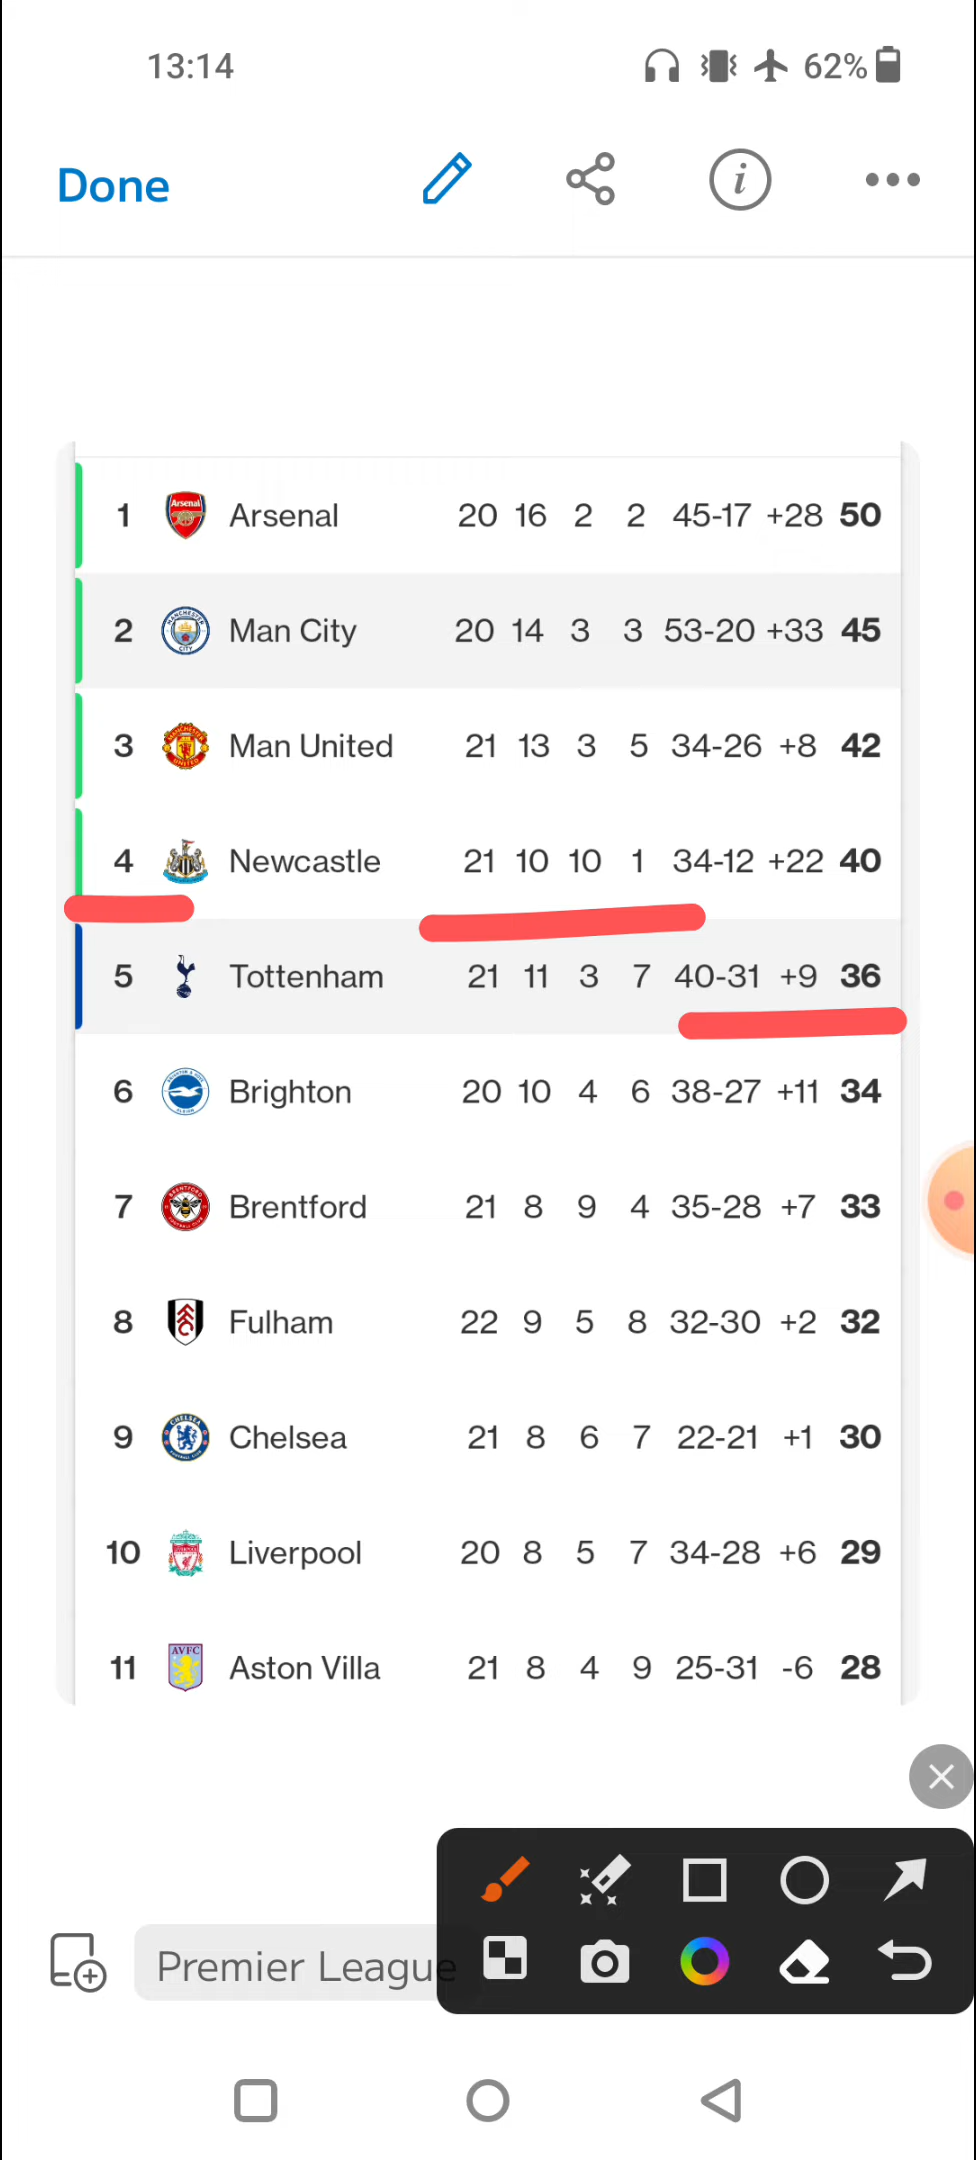 13:14 62%
Done
1 Arsenal 20 16 2 2 45-17 +28 50
2 Man City 20 14 3 3 53-20 +33 45
3 Man United 21 13 3 5 34-26 +8 42
4 Newcastle 21 10 10 1 34-12 +22 40
5 Tottenham 21 11 3 7 40-31 +9 36
6 Brighton 20 10 4 6 38-27 +11 34
7 Brentford 21 8 9 4 35-28 +7 33
8 Fulham 22 9 5 8 32-30 +2 32
9 Chelsea 21 8 6 7 22-21 +1 30
10 Liverpool 20 8 5 7 34-28 +6 29
11 Aston Villa 21 8 4 9 25-31 -6 28
Premier League